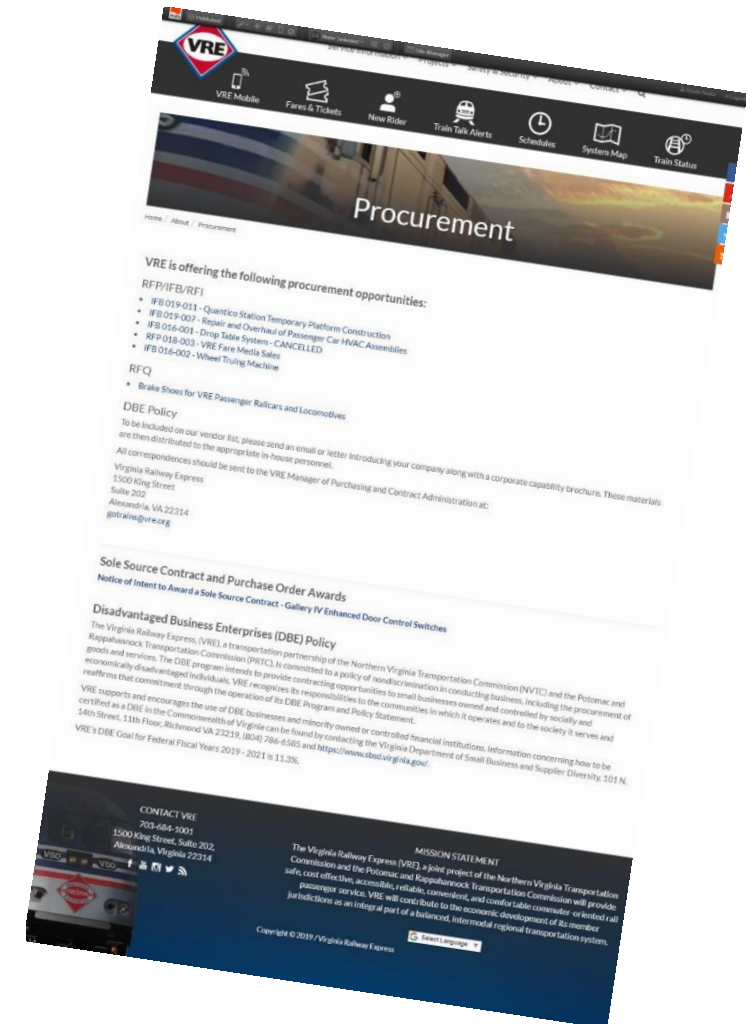 Published
VRE
Service Information
Projects
Safety & Security
About
Contact
VRE Mobile
Fares & Tickets
New Rider
Train Talk Alerts
Schedules
System Map
Train Status
Procurement
Home / About / Procurement
VRE is offering the following procurement opportunities:
RFP/IFB/RFI
• IFB 019-011 - Quantico Station Temporary Platform Construction
• IFB 019-007 - Repair and Overhaul of Passenger Car HVAC Assemblies
• IFB 016-001 - Drop Table System - CANCELLED
• RFP 018-003 - VRE Fare Media Sales
• IFB 016-002 - Wheel Truing Machine
RFQ
• Brake Shoes for VRE Passenger Railcars and Locomotives
DBE Policy
To be included on our vendor list, please send an email or letter introducing your company along with a corporate capability brochure. These materials
are then distributed to the appropriate in-house personnel.
All correspondences should be sent to the VRE Manager of Purchasing and Contract Administration at:
Virginia Railway Express
1500 King Street
Suite 202
Alexandria, VA 22314
gotrains@vre.org
Sole Source Contract and Purchase Order Awards
Notice of Intent to Award a Sole Source Contract - Gallery IV Enhanced Door Control Switches
Disadvantaged Business Enterprises (DBE) Policy
The Virginia Railway Express, (VRE), a transportation partnership of the Northern Virginia Transportation Commission (NVTC) and the Potomac and
Rappahannock Transportation Commission (PRTC), is committed to a policy of nondiscrimination in conducting business, including the procurement of
goods and services. The DBE program intends to provide contracting opportunities to small businesses owned and controlled by socially and
economically disadvantaged individuals. VRE recognizes its responsibilities to the communities in which it operates and to the society it serves and
reaffirms that commitment through the operation of its DBE Program and Policy Statement.
VRE supports and encourages the use of DBE businesses and minority owned or controlled financial institutions. Information concerning how to be
certified as a DBE in the Commonwealth of Virginia can be found by contacting the Virginia Department of Small Business and Supplier Diversity, 101 N.
14th Street, 11th Floor, Richmond VA 23219, (804) 786-6585 and https://www.sbsd.virginia.gov/.
VRE's DBE Goal for Federal Fiscal Years 2019 - 2021 is 11.3%.
CONTACT VRE
703-684-1001
1500 King Street, Suite 202,
Alexandria, Virginia 22314
V50
V50
MISSION STATEMENT
The Virginia Railway Express (VRE), a joint project of the Northern Virginia Transportation
Commission and the Potomac and Rappahannock Transportation Commission will provide
safe, cost effective, accessible, reliable, convenient, and comfortable commuter-oriented rail
passenger service. VRE will contribute to the economic development of its member
jurisdictions as an integral part of a balanced, intermodal regional transportation system.
Copyright © 2019 / Virginia Railway Express
Select Language